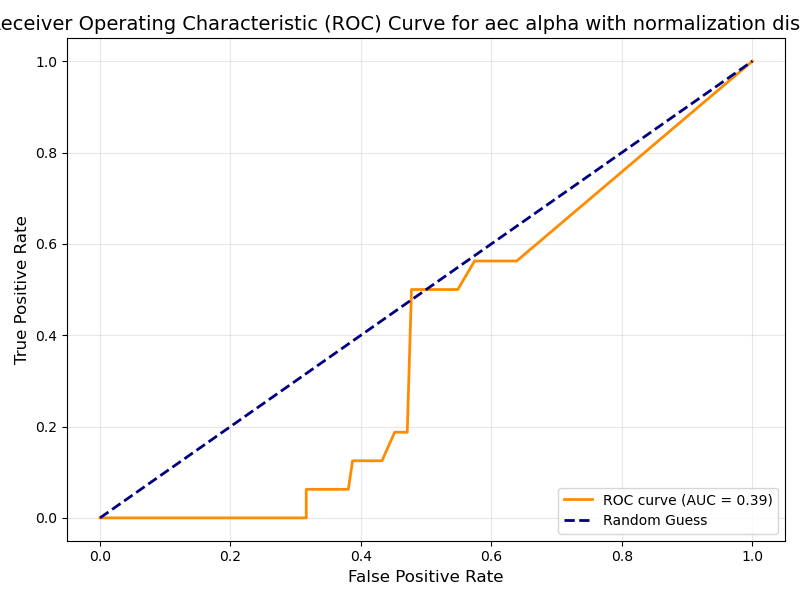 eceiver Operating Characteristic (ROC) Curve for aec alpha with normalization dis
1.0
0.8
0.6
0.4
0.2
0.0
True Positive Rate
0.0 0.2 0.4 0.6 0.8 1.0
False Positive Rate
ROC curve (AUC = 0.39)
Random Guess